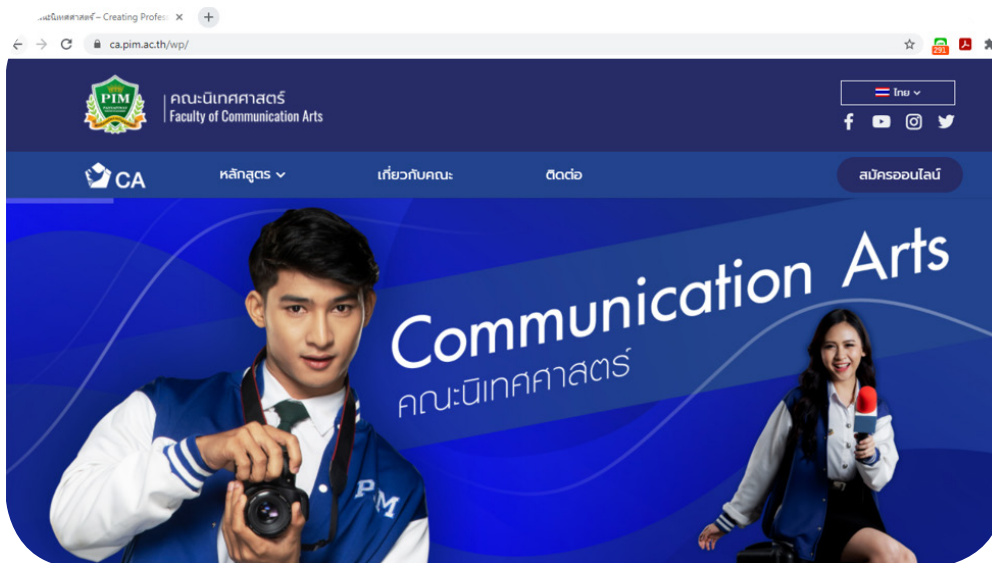 คณะนิเทศศาสตร์ – Creating Profes
ca.pim.ac.th/wp/
291
PIM
คณะนิเทศศาสตร์
Faculty of Communication Arts
ไทย
CA
หลักสูตร
เกี่ยวกับคณะ
ติดต่อ
สมัครออนไลน์
Communication Arts
คณะนิเทศศาสตร์
PIM